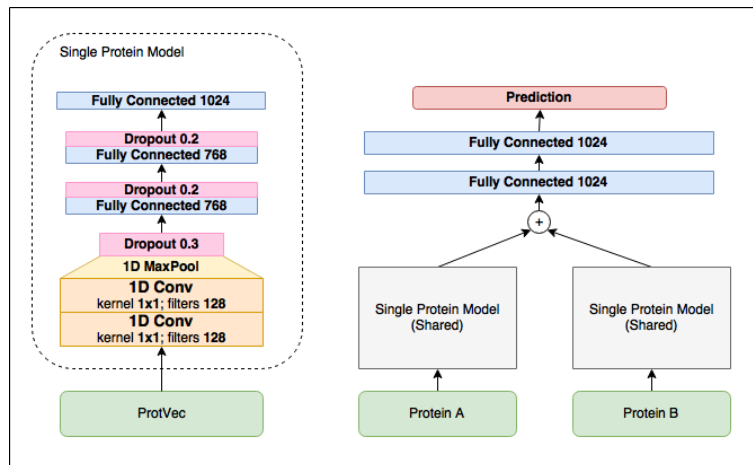 Single Protein Model
Fully Connected 1024
Dropout 0.2
Fully Connected 768
Dropout 0.2
Fully Connected 768
Dropout 0.3
1D MaxPool
1D Conv
kernel 1x1; filters 128
1D Conv
kernel 1x1; filters 128
ProtVec
Prediction
Fully Connected 1024
Fully Connected 1024
+
Single Protein Model
(Shared)
Single Protein Model
(Shared)
Protein A
Protein B